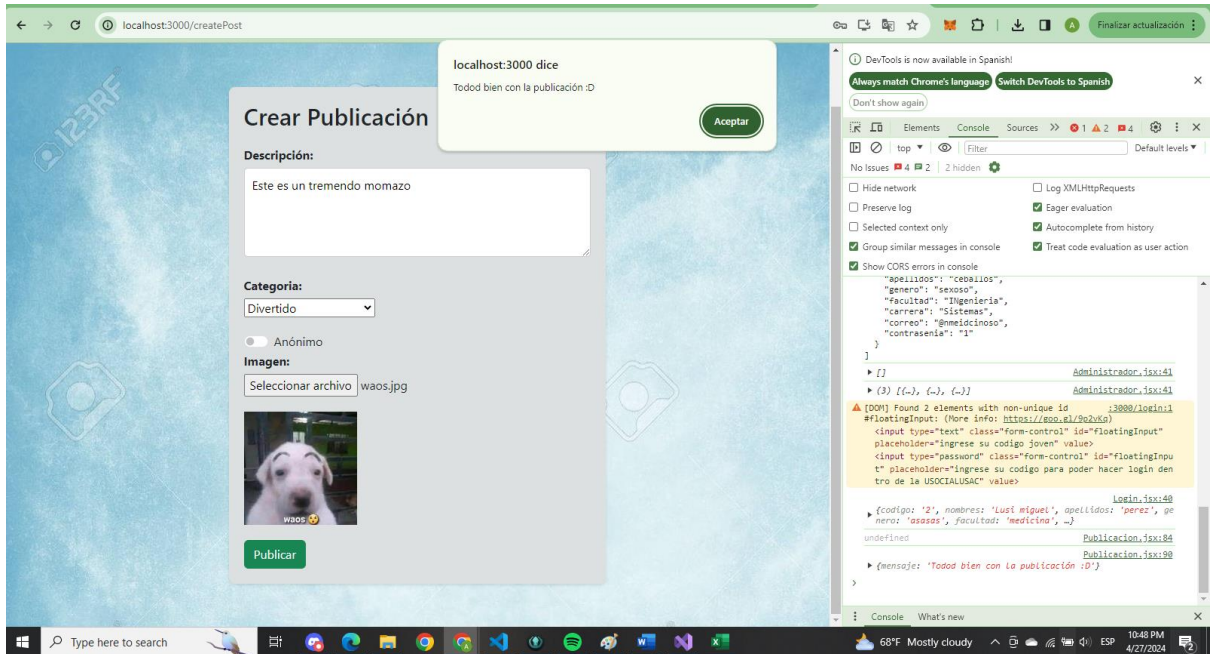 localhost:3000/createPost
Finalizar actualización
localhost:3000 dice
Todod bien con la publicación :D
Aceptar
123RF
Crear Publicación
Descripción:
Este es un tremendo momazo
Categoria:
Divertido
Anónimo
Imagen:
Seleccionar archivo waos.jpg
waos
Publicar
DevTools is now available in Spanish!
Always match Chrome's language Switch DevTools to Spanish
Don't show again
Elements Console Sources 1 2 4
top Filter Default levels
No Issues 4 2 2 hidden
Hide network Log XMLHttpRequests
Preserve log Eager evaluation
Selected context only Autocomplete from history
Group similar messages in console Treat code evaluation as user action
Show CORS errors in console
"apellidos": "ceballos",
"genero": "sexoso",
"facultad": "INgenieria",
"carrera": "Sistemas",
"correo": "@nmeidcinoso",
"contrasenia": "1"
}
]
[] Administrador.jsx:41
(3) [{…}, {…}, {…}] Administrador.jsx:41
[DOM] Found 2 elements with non-unique id :3000/login:1
#floatingInput: (More info: https://goo.gl/9p2vKq)
<input type="text" class="form-control" id="floatingInput"
placeholder="ingrese su codigo joven" value>
<input type="password" class="form-control" id="floatingInpu
t" placeholder="ingrese su codigo para poder hacer login den
tro de la USOCIALUSAC" value>
Login.jsx:40
{codigo: '2', nombres: 'Lusi miguel', apellidos: 'perez', ge
nero: 'asasas', facultad: 'medicina', …}
undefined Publicacion.jsx:84
Publicacion.jsx:90
{mensaje: 'Todod bien con la publicación :D'}
Console What's new
Type here to search
68°F Mostly cloudy ESP 10:48 PM
4/27/2024